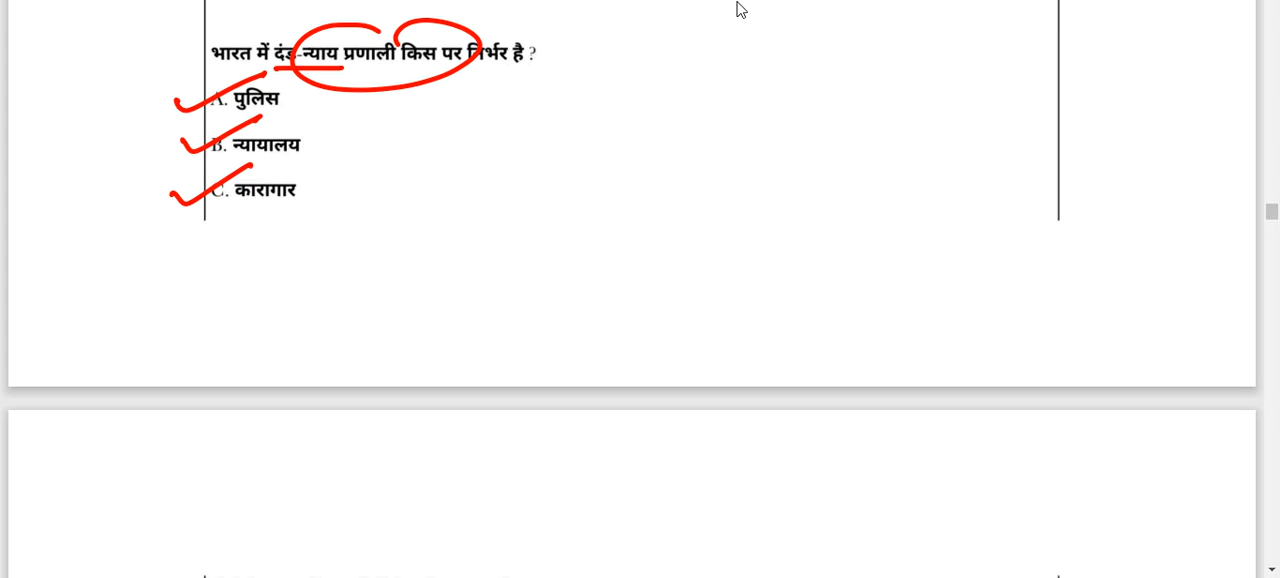 भारत में दंड-न्याय प्रणाली किस पर निर्भर है ?
A. पुलिस
B. न्यायालय
C. कारागार